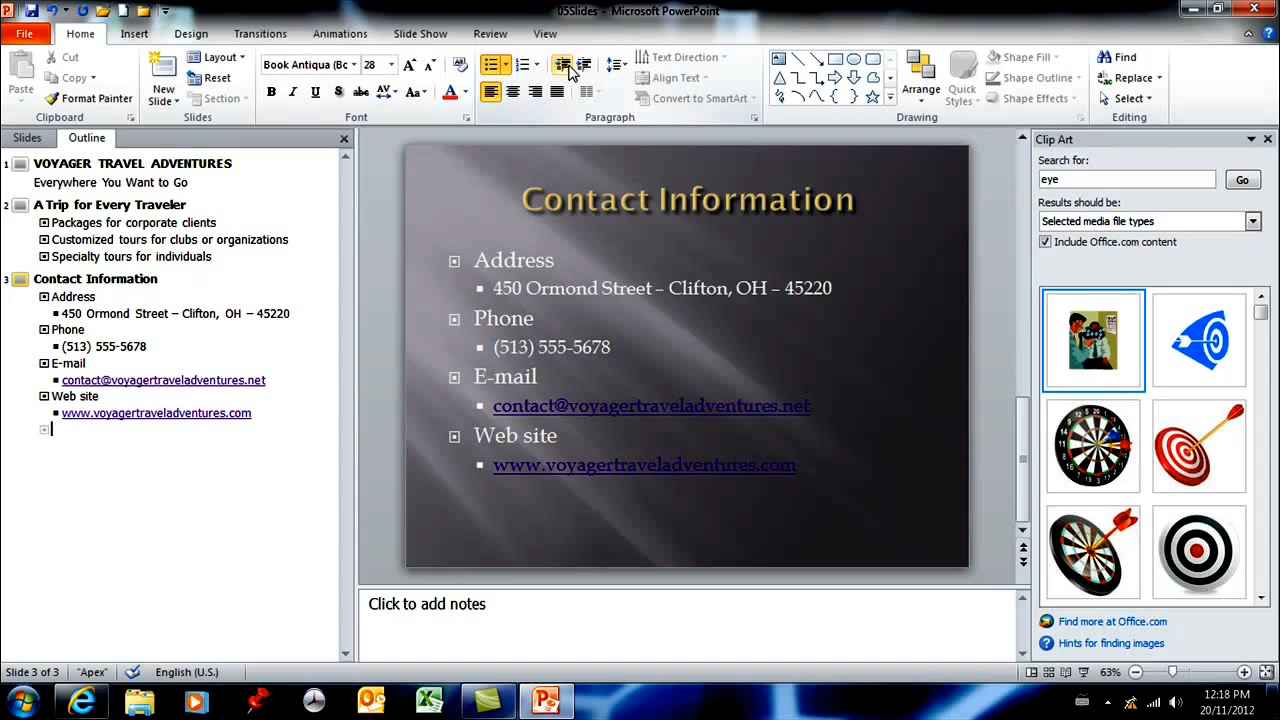 05Slides - Microsoft PowerPoint
File Home Insert Design Transitions Animations Slide Show Review View
Paste
Cut
Copy
Format Painter
Clipboard
New Slide
Layout
Reset
Section
Slides
Book Antiqua (Bc 28
B I U S abc AV Aa A
Font
Paragraph
Text Direction
Align Text
Convert to SmartArt
Arrange
Quick Styles
Shape Fill
Shape Outline
Shape Effects
Drawing
Find
Replace
Select
Editing
Slides Outline
1 VOYAGER TRAVEL ADVENTURES
Everywhere You Want to Go
2 A Trip for Every Traveler
Packages for corporate clients
Customized tours for clubs or organizations
Specialty tours for individuals
3 Contact Information
Address
450 Ormond Street – Clifton, OH – 45220
Phone
(513) 555-5678
E-mail
contact@voyagertraveladventures.net
Web site
www.voyagertraveladventures.com
Contact Information
Address
450 Ormond Street – Clifton, OH – 45220
Phone
(513) 555-5678
E-mail
contact@voyagertraveladventures.net
Web site
www.voyagertraveladventures.com
Click to add notes
Clip Art
Search for:
eye Go
Results should be:
Selected media file types
Include Office.com content
Find more at Office.com
Hints for finding images
Slide 3 of 3 "Apex" English (U.S.) 63%
12:18 PM
20/11/2012